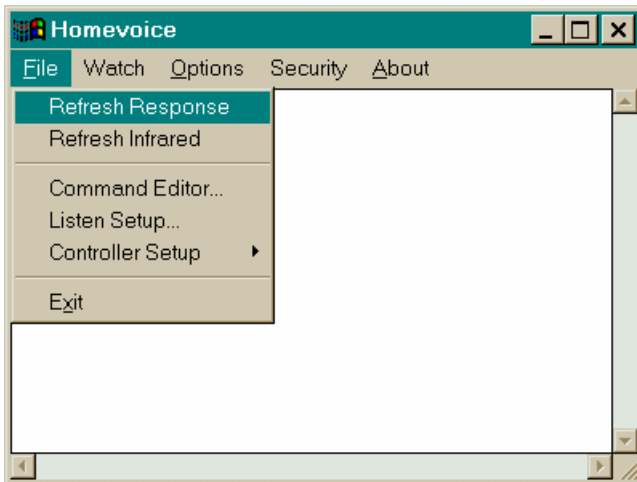 Homevoice
File Watch Options Security About
Refresh Response
Refresh Infrared
Command Editor...
Listen Setup...
Controller Setup
Exit